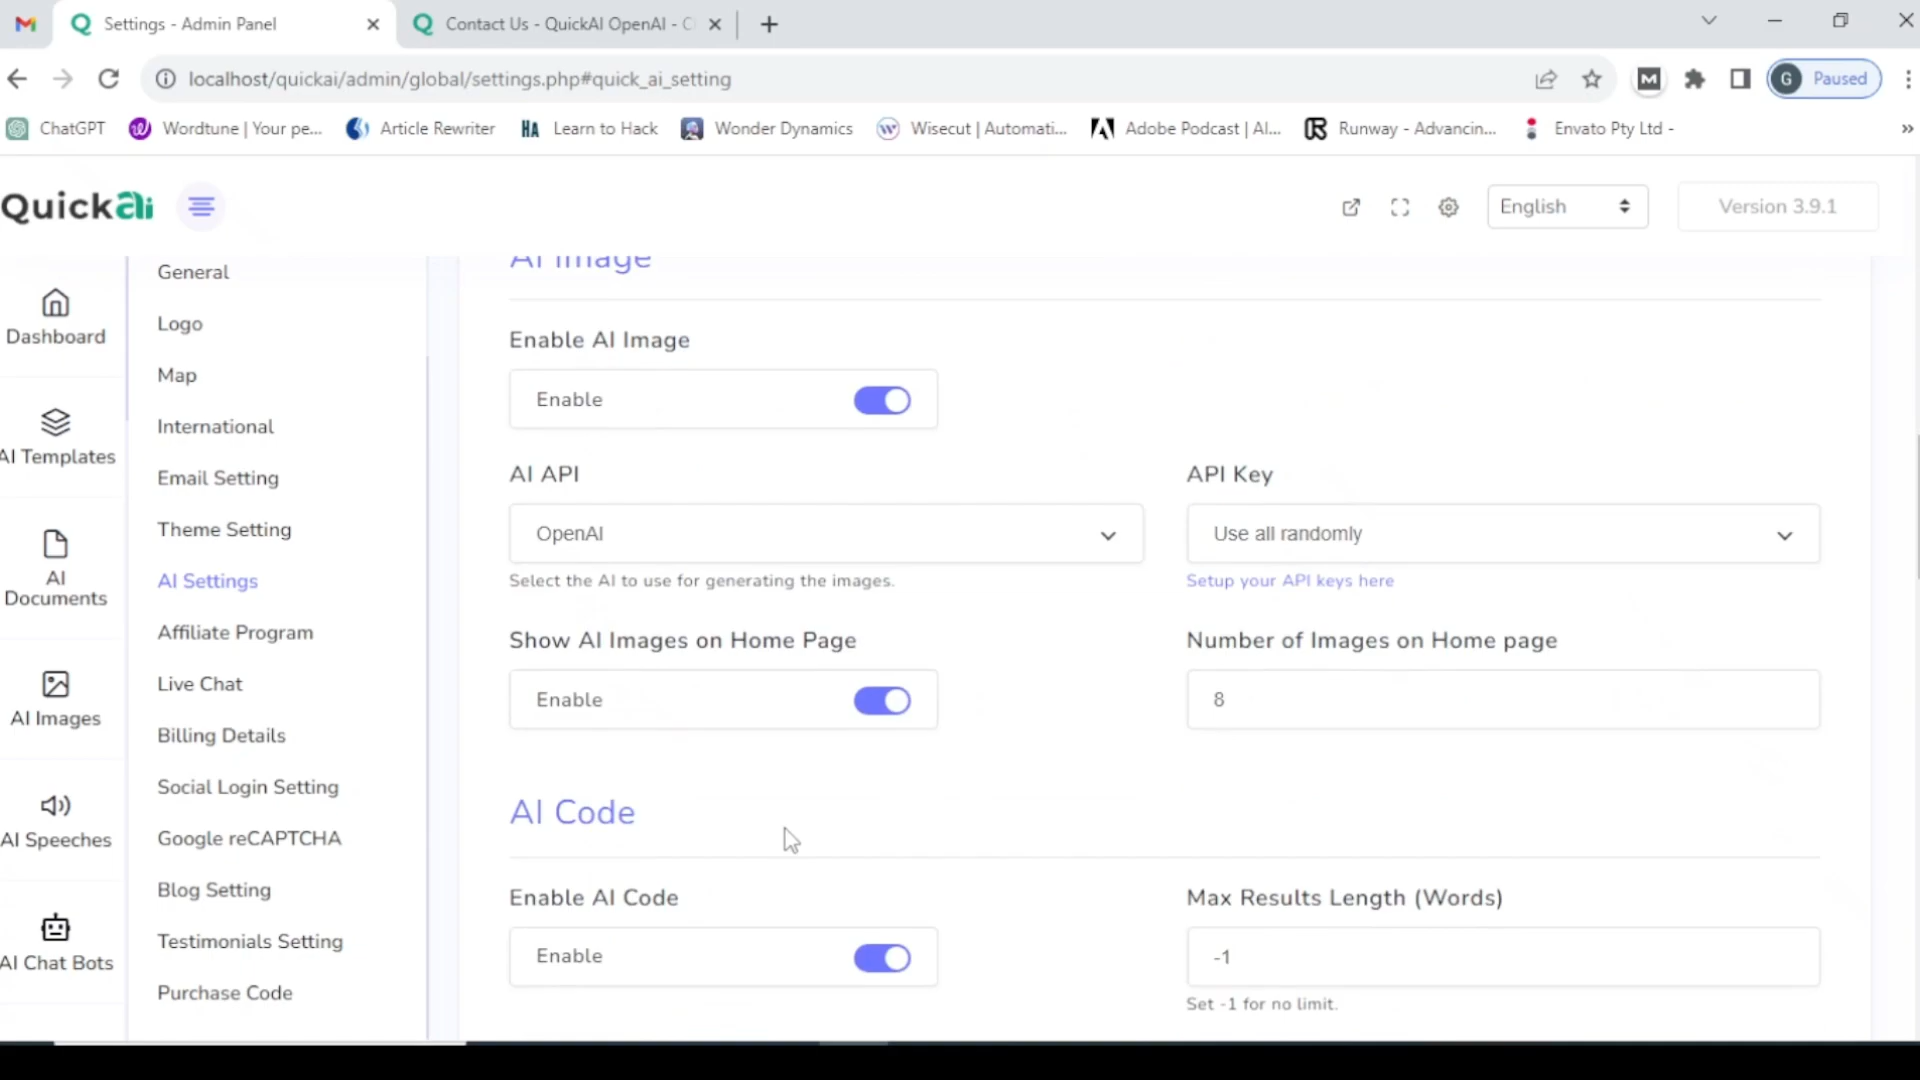 Settings - Admin Panel
Contact Us - QuickAI OpenAI - C
localhost/quickai/admin/global/settings.php#quick_ai_setting
G Paused
ChatGPT
Wordtune | Your pe...
Article Rewriter
HA Learn to Hack
Wonder Dynamics
Wisecut | Automati...
Adobe Podcast | AI...
Runway - Advancin...
Envato Pty Ltd -
»
QuickAi
English
Version 3.9.1
Dashboard
AI Templates
AI
Documents
AI Images
AI Speeches
AI Chat Bots
General
Logo
Map
International
Email Setting
Theme Setting
AI Settings
Affiliate Program
Live Chat
Billing Details
Social Login Setting
Google reCAPTCHA
Blog Setting
Testimonials Setting
Purchase Code
AI Image
Enable AI Image
Enable
AI API
API Key
OpenAI
Use all randomly
Select the AI to use for generating the images.
Setup your API keys here
Show AI Images on Home Page
Number of Images on Home page
Enable
8
AI Code
Enable AI Code
Max Results Length (Words)
Enable
-1
Set -1 for no limit.